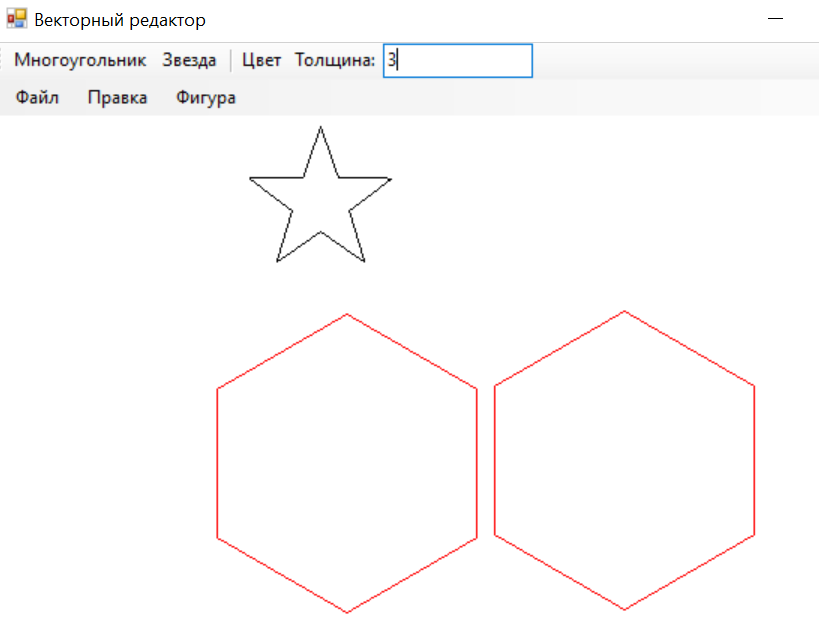 Векторный редактор
Многоугольник Звезда Цвет Толщина: 3
Файл Правка Фигура